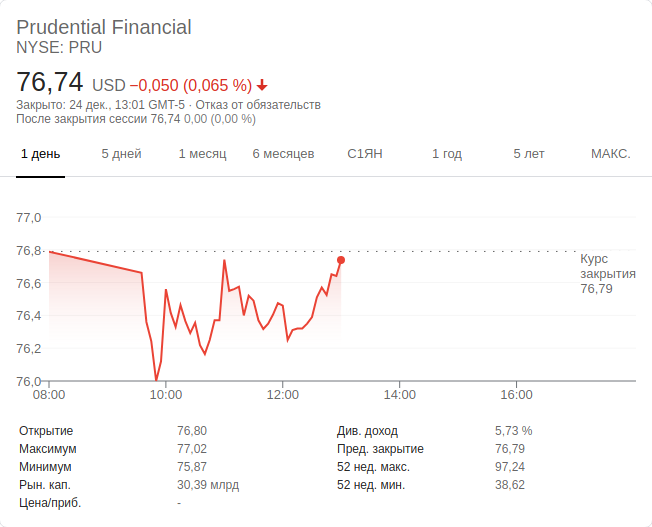 Prudential Financial
NYSE: PRU
76,74 USD −0,050 (0,065 %)
Закрыто: 24 дек., 13:01 GMT-5 · Отказ от обязательств
После закрытия сессии 76,74 0,00 (0,00 %)
1 день 5 дней 1 месяц 6 месяцев С1ЯН 1 год 5 лет МАКС.
77,0
76,8
Курс
закрытия
76,79
76,6
76,4
76,2
76,0
08:00 10:00 12:00 14:00 16:00
Открытие 76,80 Див. доход 5,73 %
Максимум 77,02 Пред. закрытие 76,79
Минимум 75,87 52 нед. макс. 97,24
Рын. кап. 30,39 млрд 52 нед. мин. 38,62
Цена/приб. -